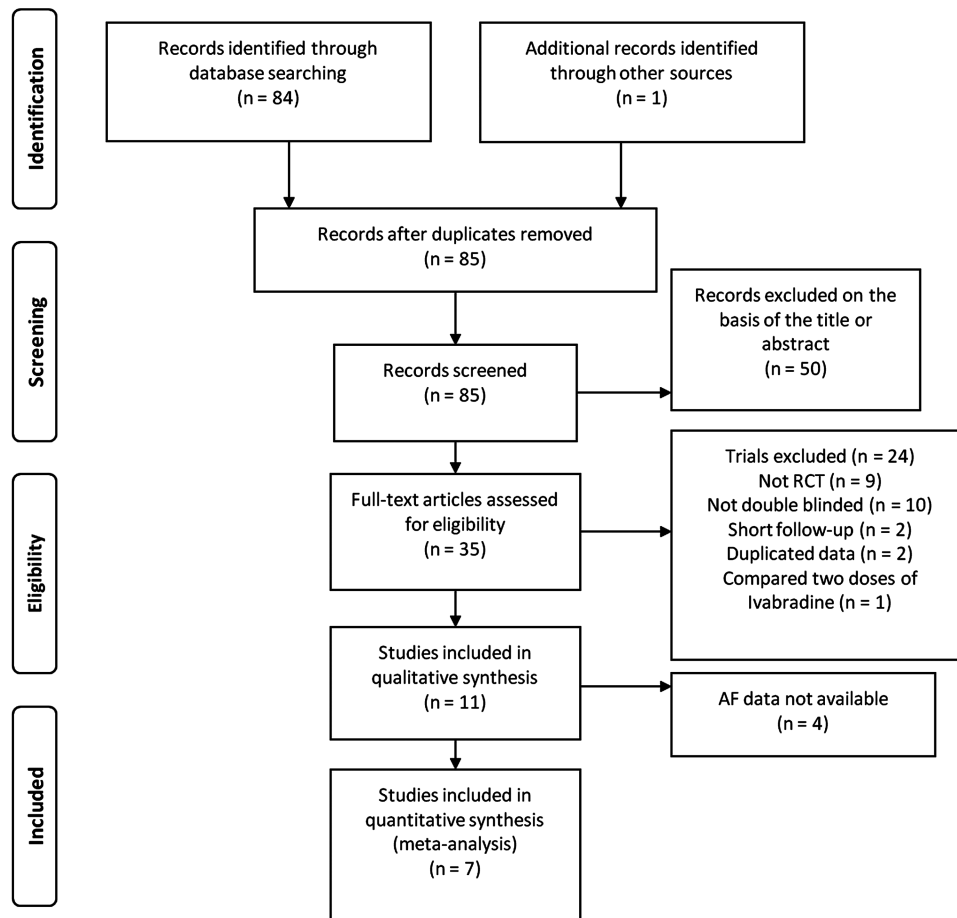 Identification
Records identified through
database searching
(n = 84)
Additional records identified
through other sources
(n = 1)
Records after duplicates removed
(n = 85)
Screening
Records excluded on the
basis of the title or
abstract
(n = 50)
Records screened
(n = 85)
Eligibility
Full-text articles assessed
for eligibility
(n = 35)
Trials excluded (n = 24)
Not RCT (n = 9)
Not double blinded (n = 10)
Short follow-up (n = 2)
Duplicated data (n = 2)
Compared two doses of
Ivabradine (n = 1)
Studies included in
qualitative synthesis
(n = 11)
AF data not available
(n = 4)
Included
Studies included in
quantitative synthesis
(meta-analysis)
(n = 7)